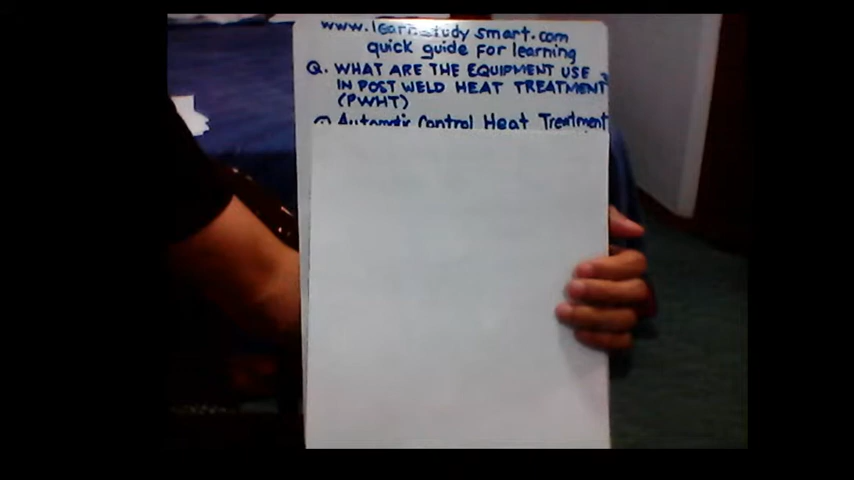 www.learnstudysmart.com
quick guide for learning
Q. WHAT ARE THE EQUIPMENT USE
IN POST WELD HEAT TREATMENT?
(PWHT)
Automatic Control Heat Treatment